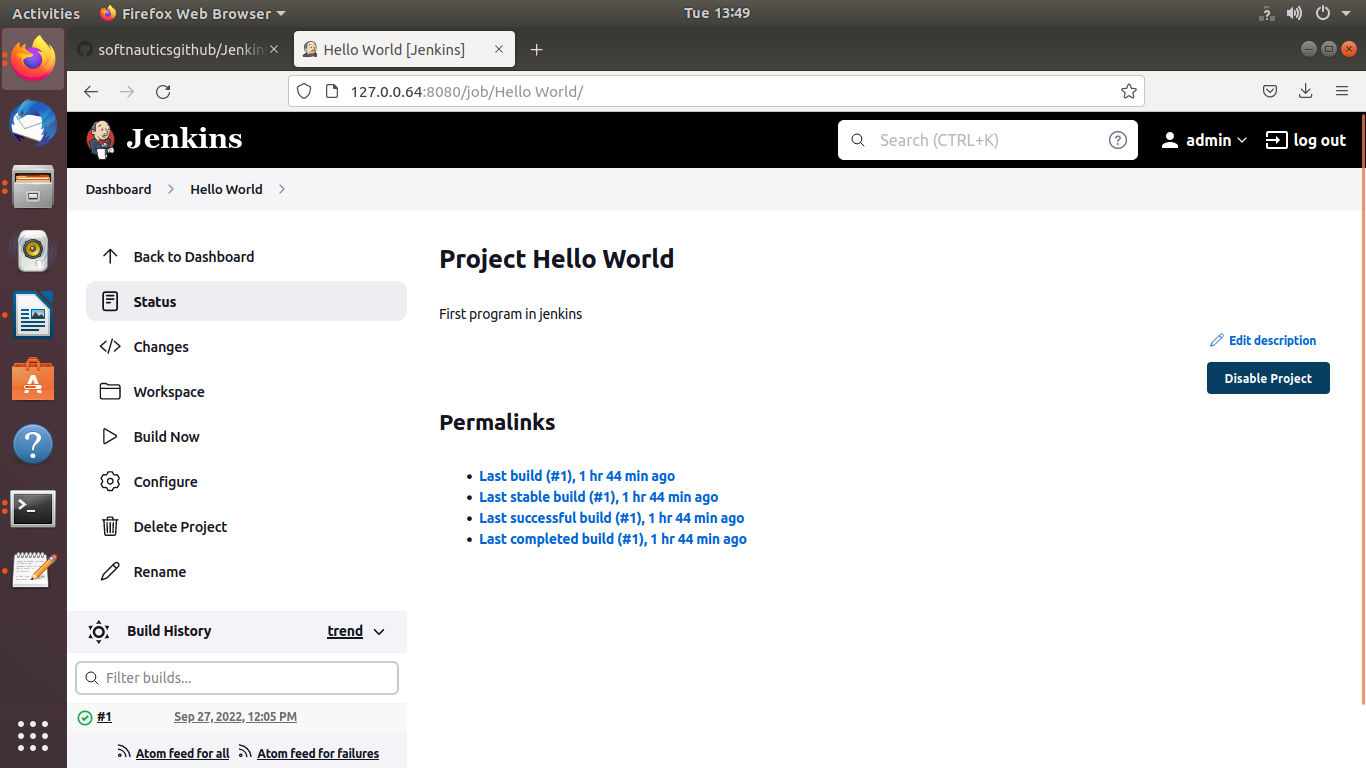 Activities Firefox Web Browser Tue 13:49
softnauticsgithub/Jenkin Hello World [Jenkins]
127.0.0.64:8080/job/Hello World/
Jenkins Search (CTRL+K) admin log out
Dashboard Hello World
Back to Dashboard
Status
Changes
Workspace
Build Now
Configure
Delete Project
Rename
Build History trend
Filter builds...
#1 Sep 27, 2022, 12:05 PM
Atom feed for all Atom feed for failures
Project Hello World
First program in jenkins
Edit description
Disable Project
Permalinks
Last build (#1), 1 hr 44 min ago
Last stable build (#1), 1 hr 44 min ago
Last successful build (#1), 1 hr 44 min ago
Last completed build (#1), 1 hr 44 min ago